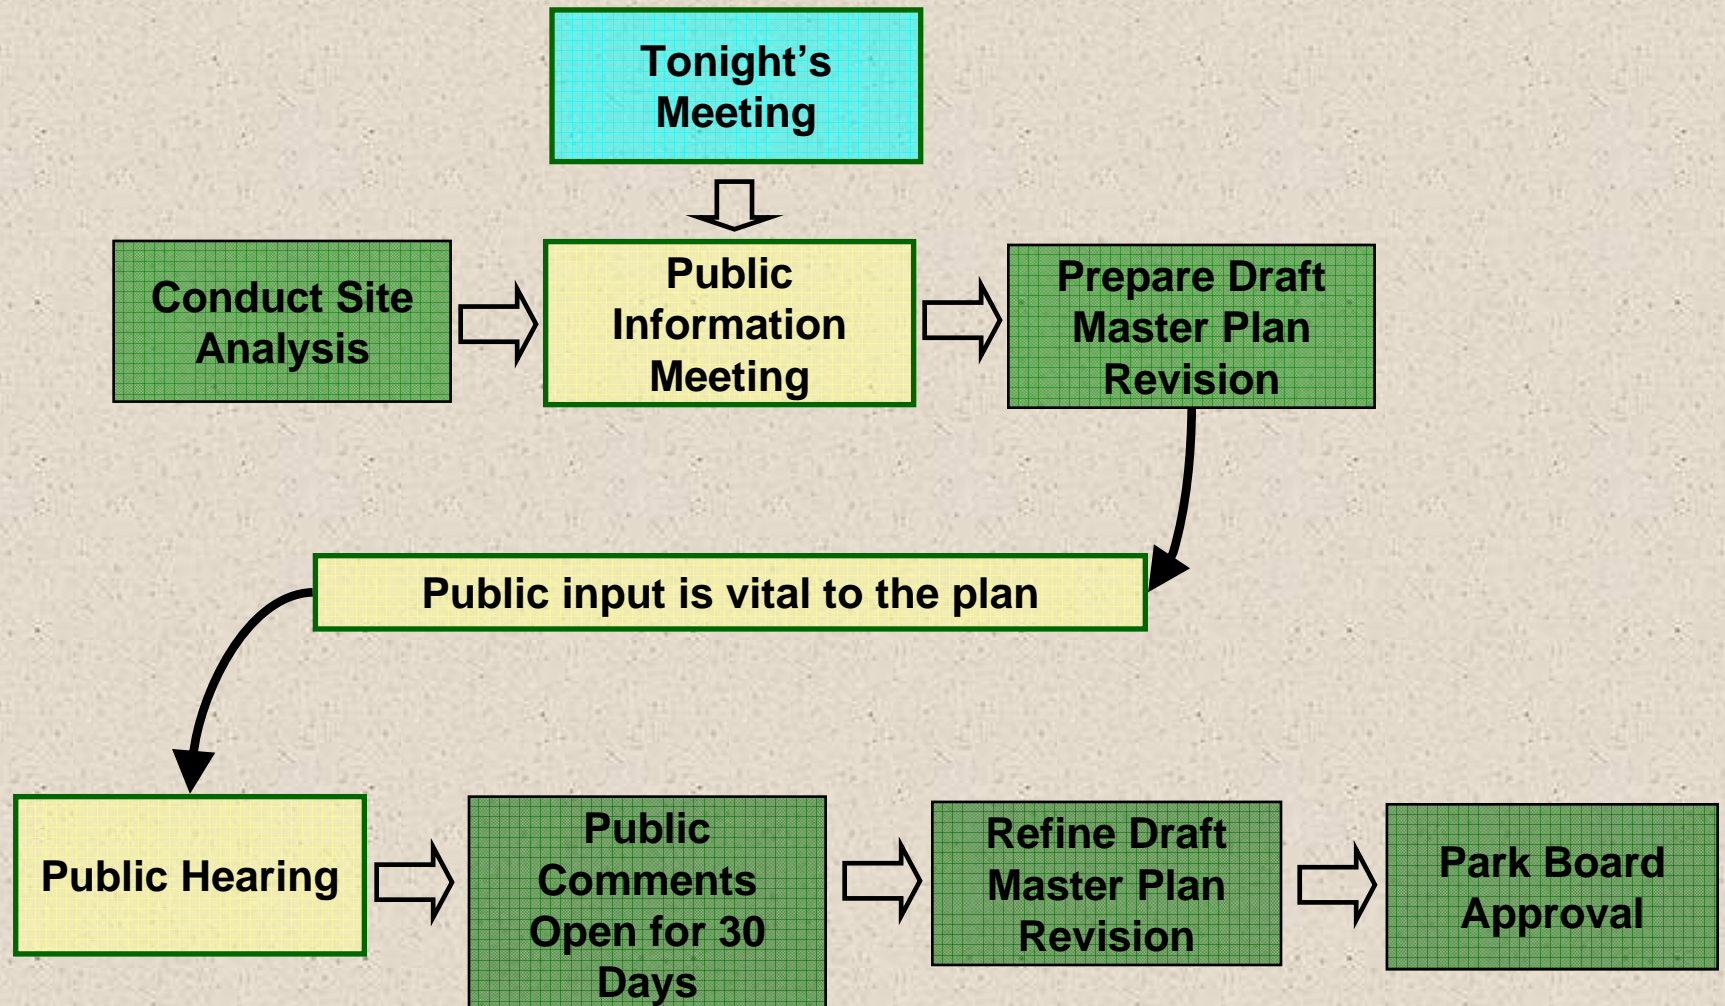 Tonight’s
Meeting
Conduct Site
Analysis
Public
Information
Meeting
Prepare Draft
Master Plan
Revision
Public input is vital to the plan
Public Hearing
Public
Comments
Open for 30
Days
Refine Draft
Master Plan
Revision
Park Board
Approval